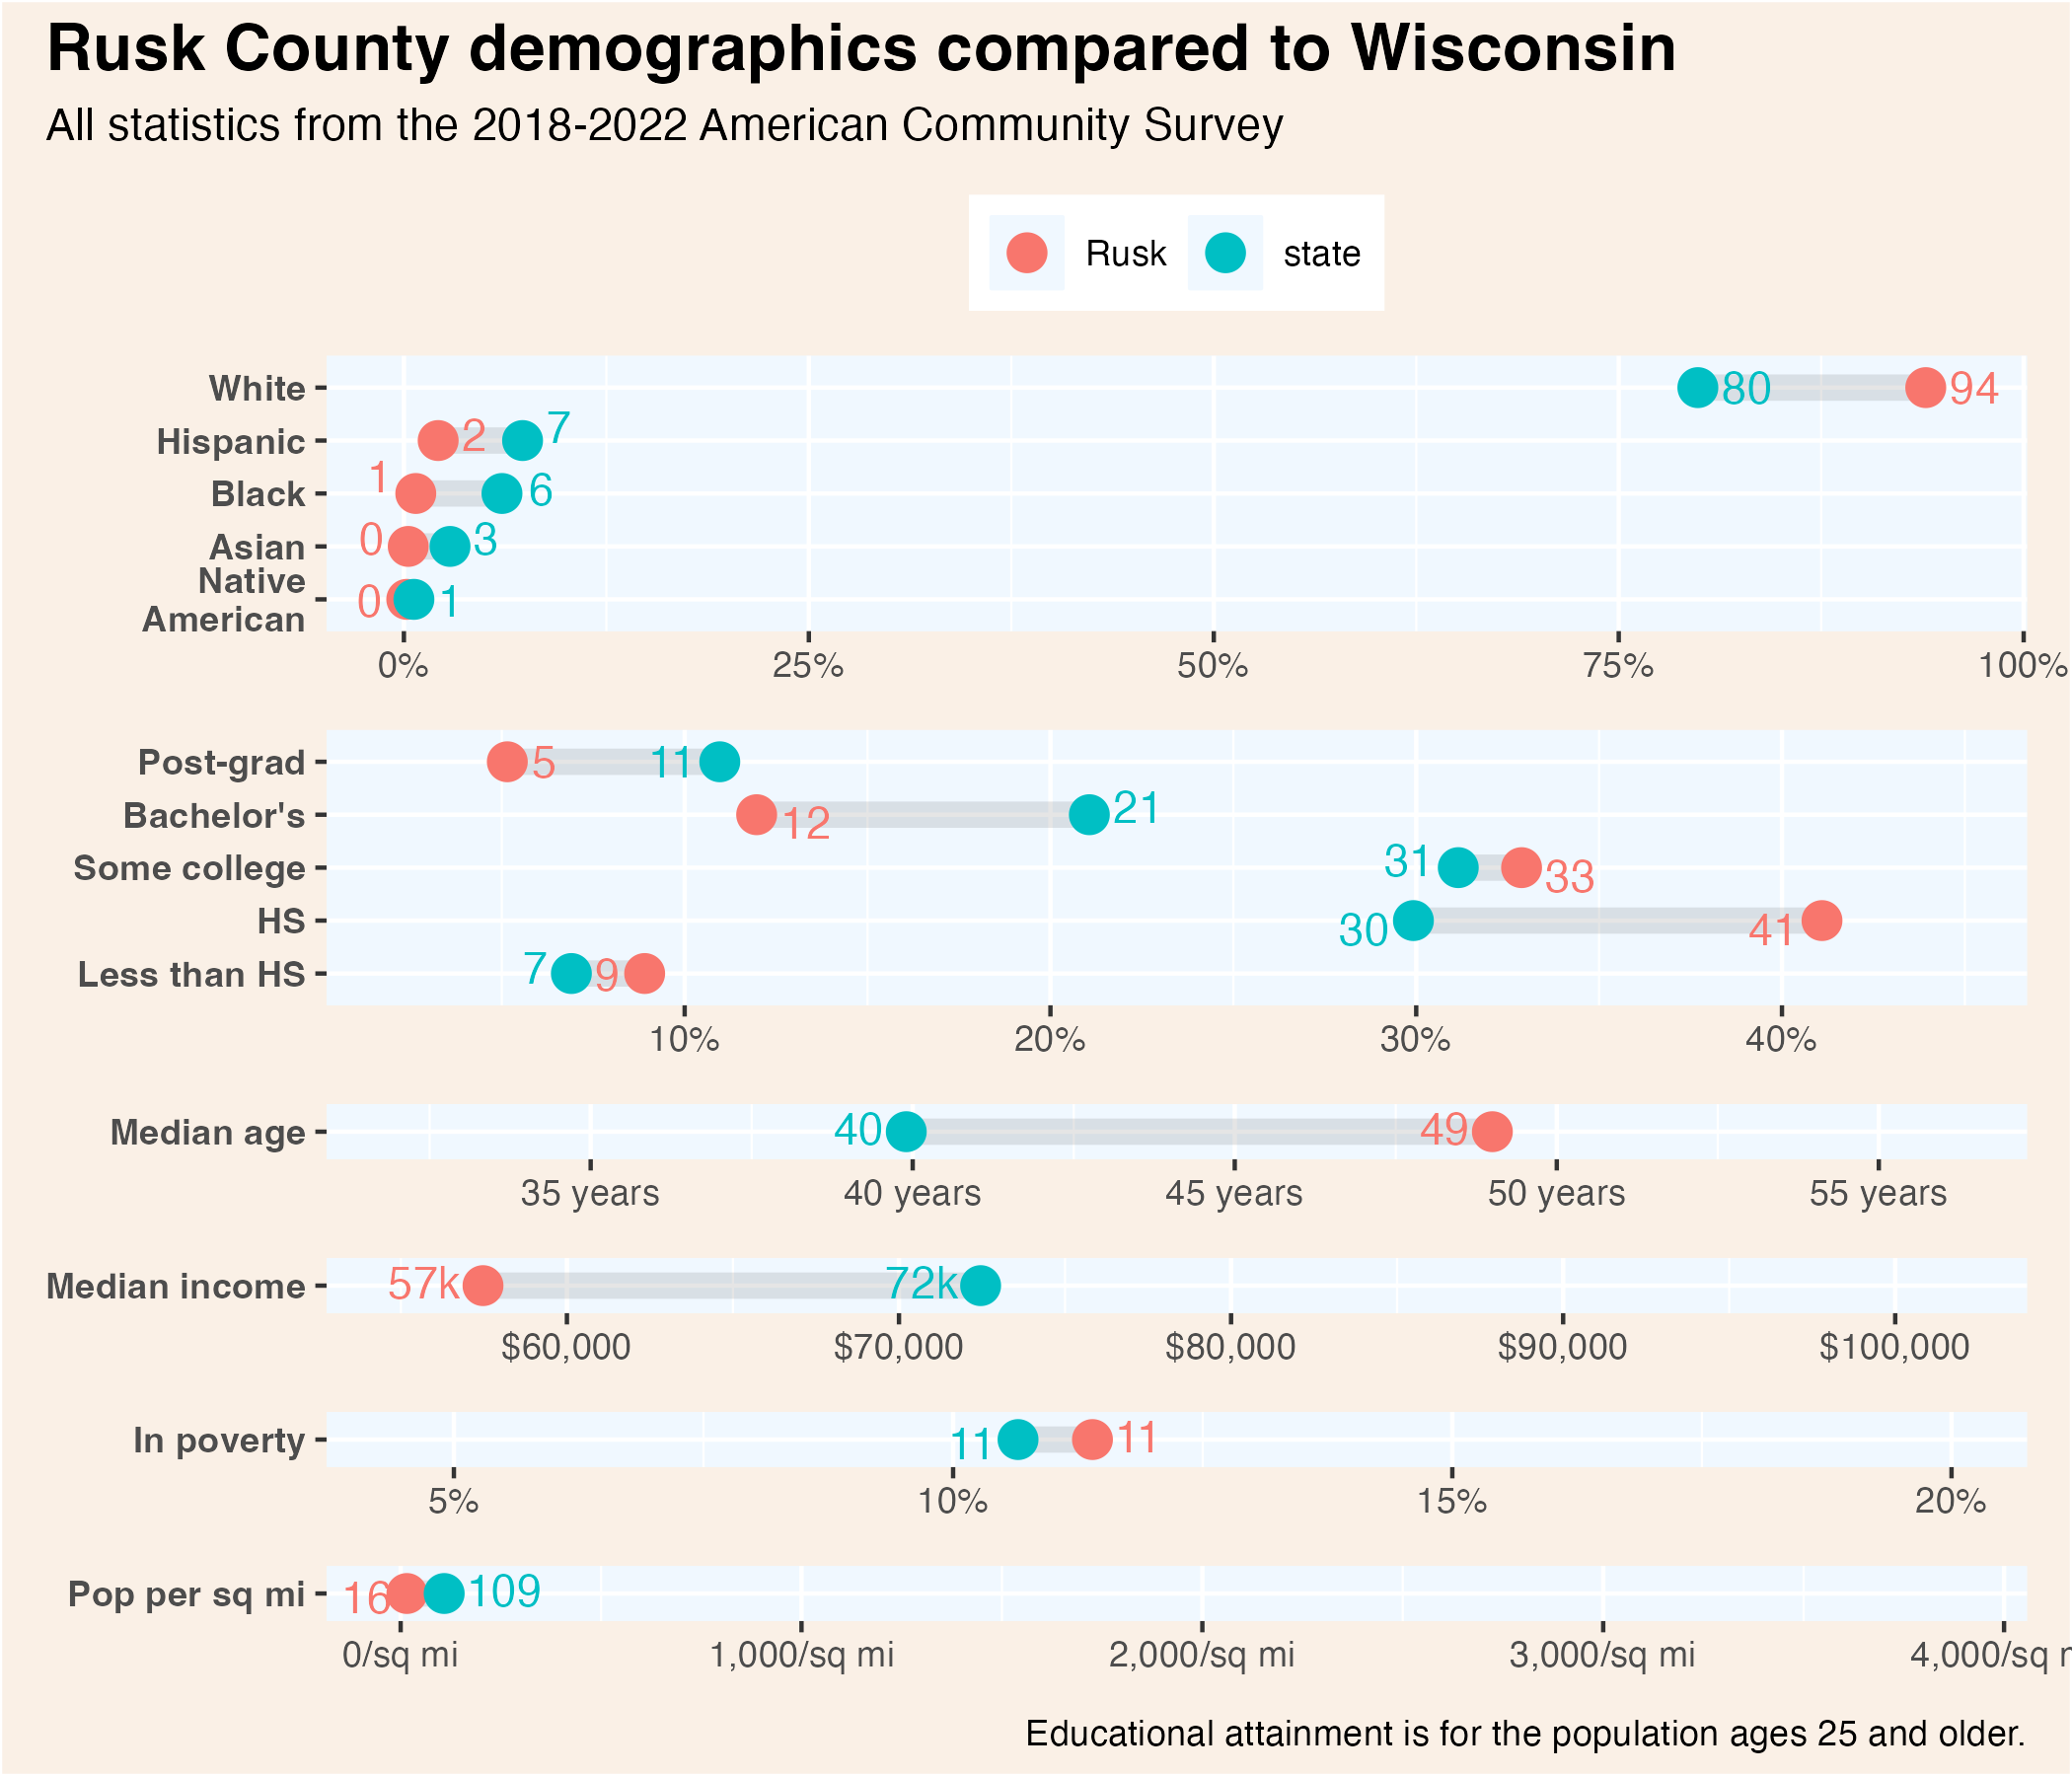 Rusk County demographics compared to Wisconsin
All statistics from the 2018-2022 American Community Survey
Rusk state
White 80 94
Hispanic 2 7
Black 1 6
Asian 0 3
Native
American 0 1
0% 25% 50% 75% 100%
Post-grad 5 11
Bachelor's 12 21
Some college 31 33
HS 30 41
Less than HS 7 9
10% 20% 30% 40%
Median age 40 49
35 years 40 years 45 years 50 years 55 years
Median income 57k 72k
$60,000 $70,000 $80,000 $90,000 $100,000
In poverty 11 11
5% 10% 15% 20%
Pop per sq mi 16 109
0/sq mi 1,000/sq mi 2,000/sq mi 3,000/sq mi 4,000/sq
Educational attainment is for the population ages 25 and older.